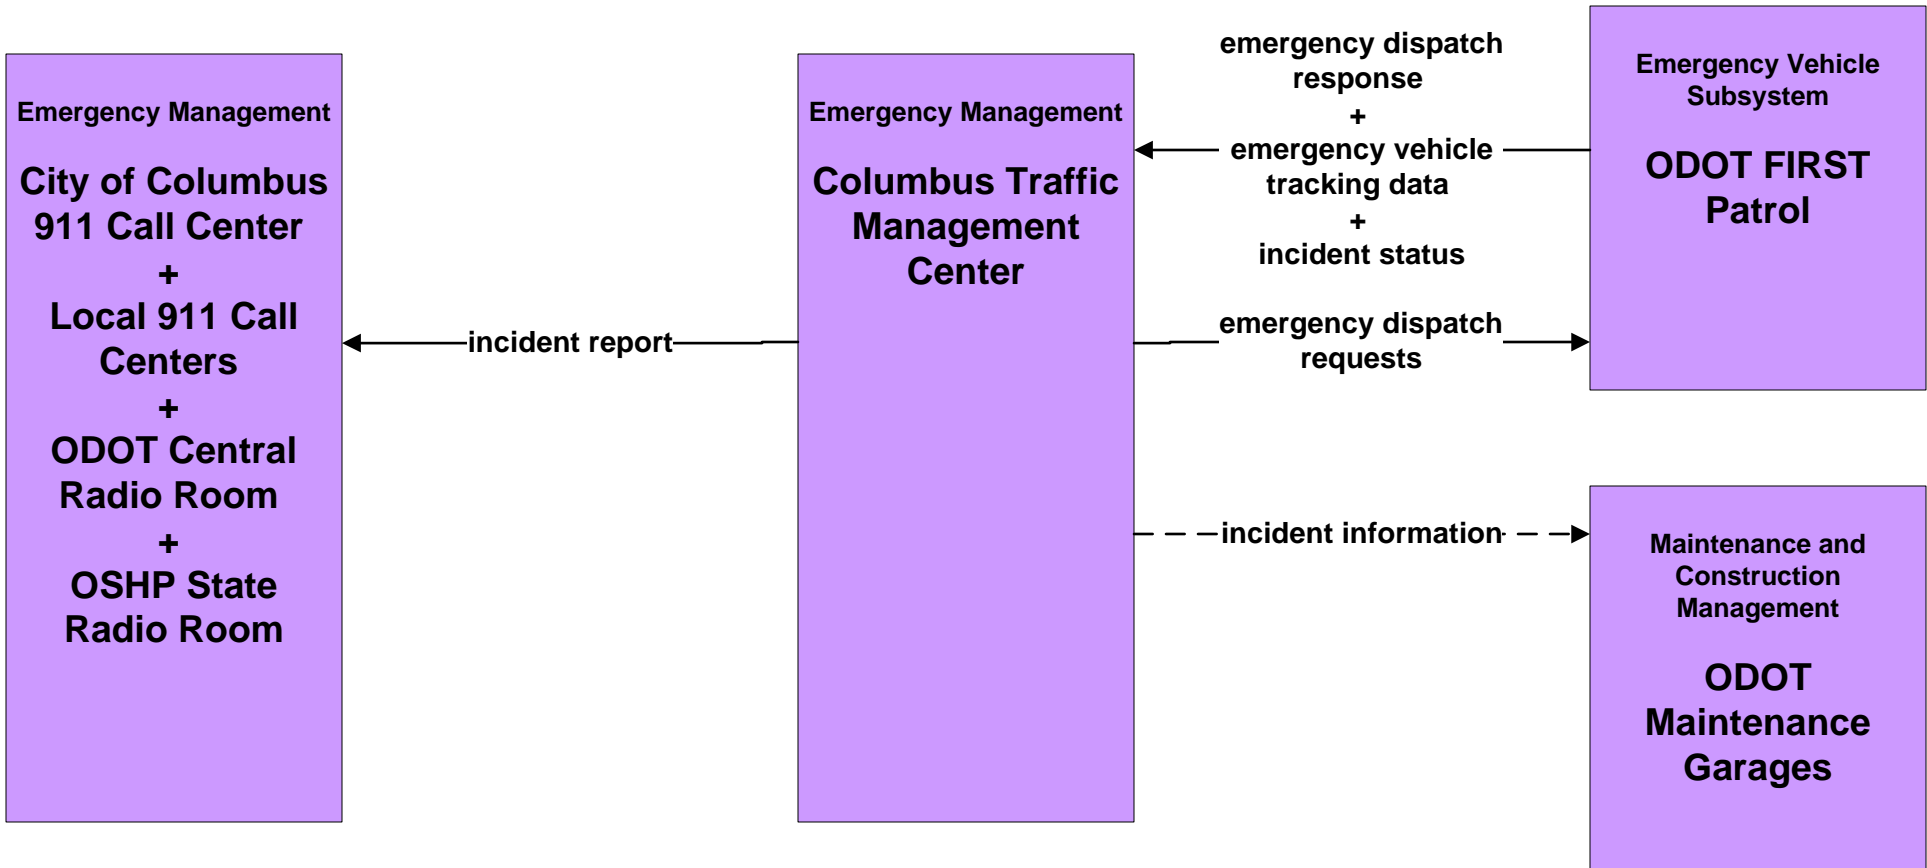 Emergency Management
City of Columbus
911 Call Center
+
Local 911 Call
Centers
+
ODOT Central
Radio Room
+
OSHP State
Radio Room
incident report
Emergency Management
Columbus Traffic
Management
Center
emergency dispatch
response
+
emergency vehicle
tracking data
+
incident status
emergency dispatch
requests
incident information
Emergency Vehicle
Subsystem
ODOT FIRST
Patrol
Maintenance and
Construction
Management
ODOT
Maintenance
Garages